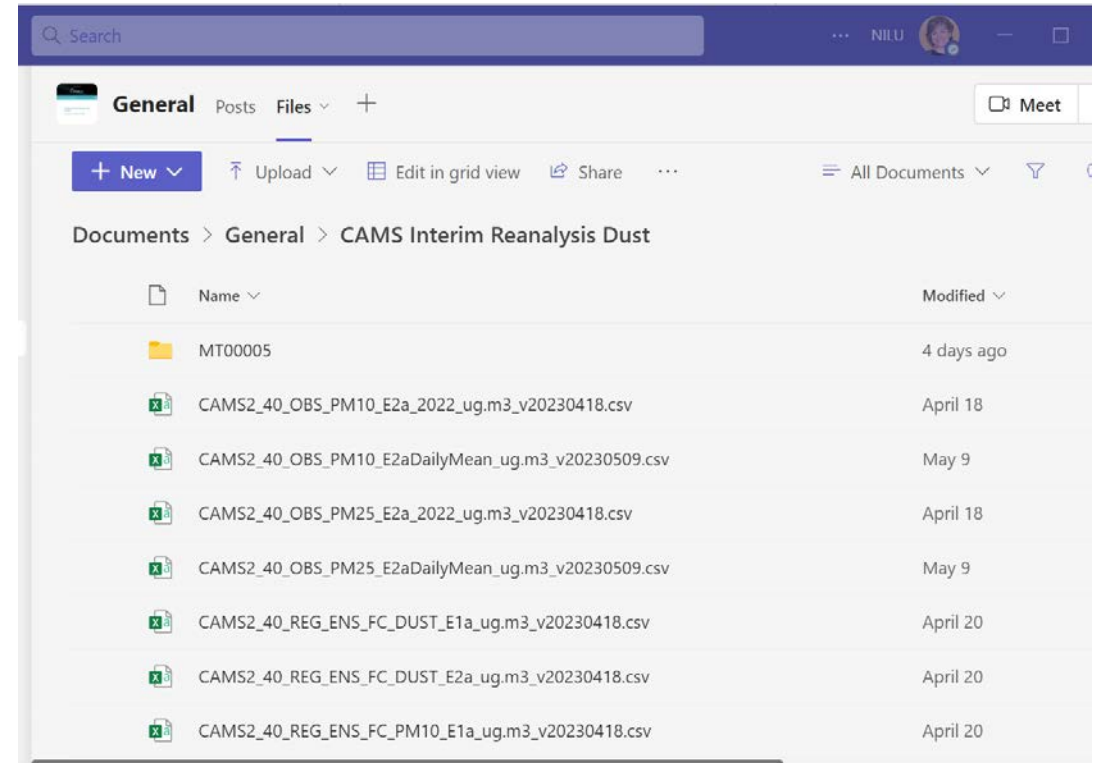 Search ... NILU
General Posts Files +
Meet
+ New Upload Edit in grid view Share ... All Documents
Documents > General > CAMS Interim Reanalysis Dust
Name Modified
MT00005 4 days ago
CAMS2_40_OBS_PM10_E2a_2022_ug.m3_v20230418.csv April 18
CAMS2_40_OBS_PM10_E2aDailyMean_ug.m3_v20230509.csv May 9
CAMS2_40_OBS_PM25_E2a_2022_ug.m3_v20230418.csv April 18
CAMS2_40_OBS_PM25_E2aDailyMean_ug.m3_v20230509.csv May 9
CAMS2_40_REG_ENS_FC_DUST_E1a_ug.m3_v20230418.csv April 20
CAMS2_40_REG_ENS_FC_DUST_E2a_ug.m3_v20230418.csv April 20
CAMS2_40_REG_ENS_FC_PM10_E1a_ug.m3_v20230418.csv April 20